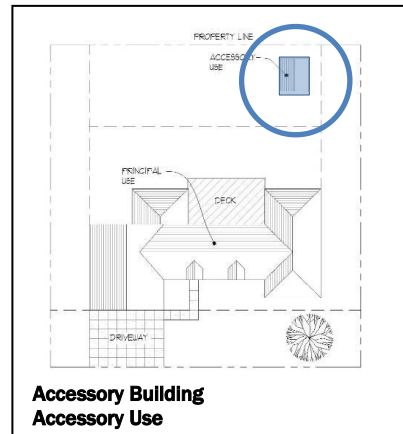 PROPERTY LINE
ACCESSORY
USE
PRINCIPAL
USE
DECK
DRIVEWAY
Accessory Building
Accessory Use